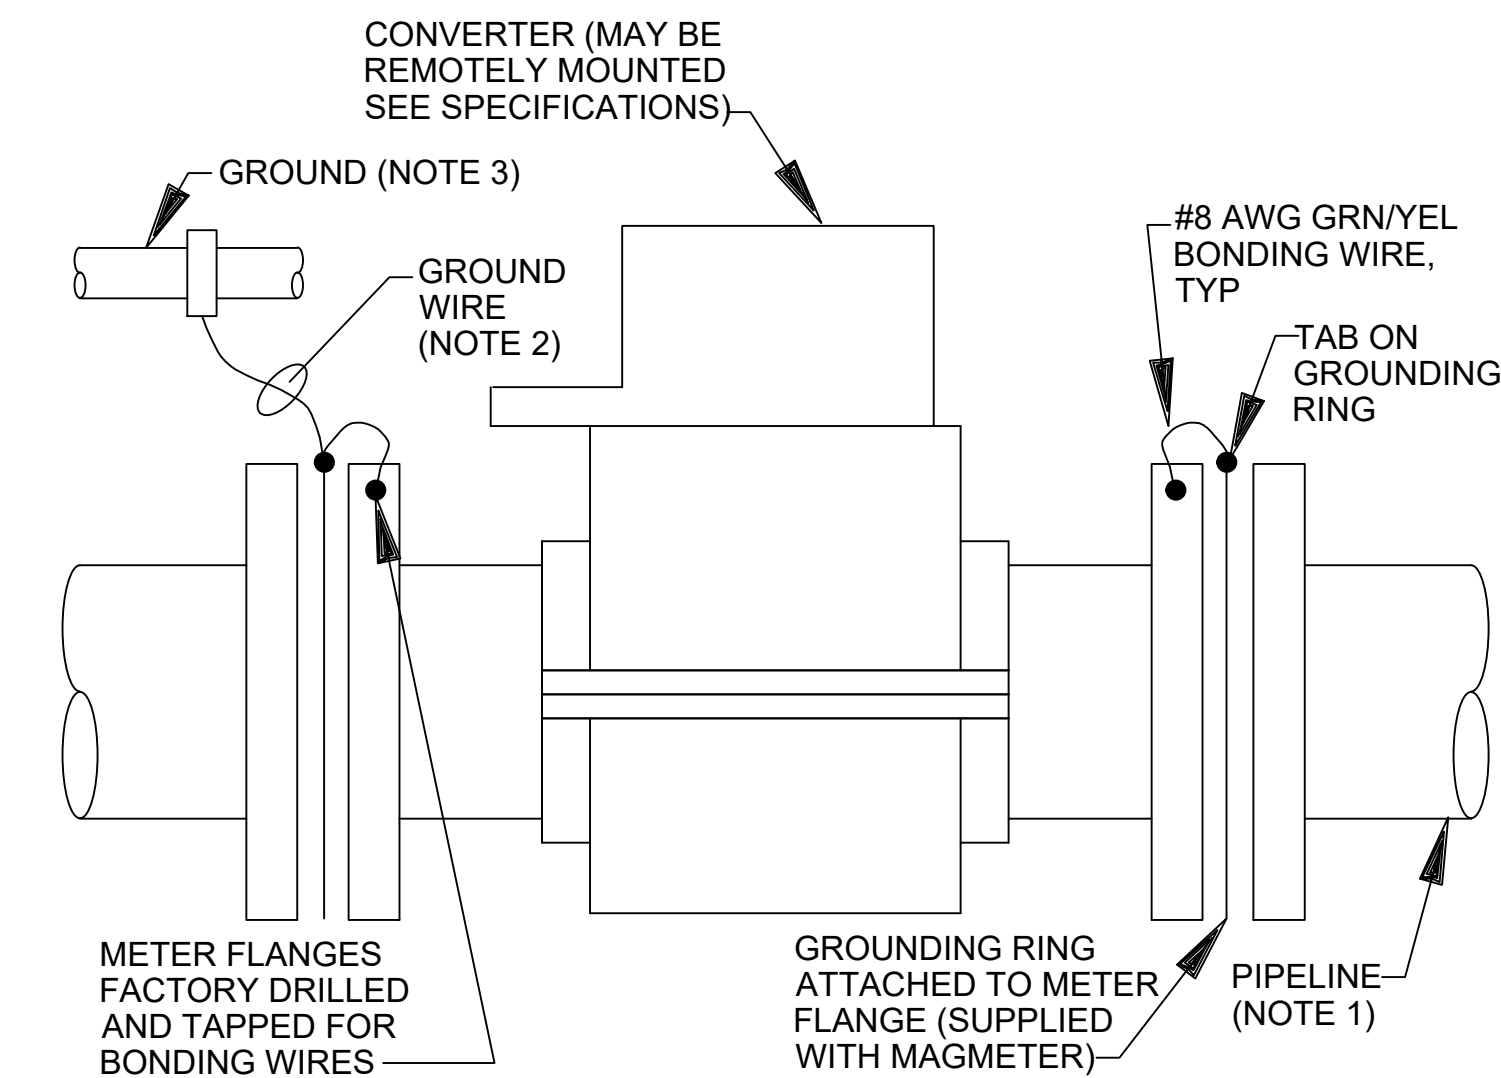 CONVERTER (MAY BE
REMOTELY MOUNTED
SEE SPECIFICATIONS)
GROUND (NOTE 3)
GROUND
WIRE
(NOTE 2)
#8 AWG GRN/YEL
BONDING WIRE,
TYP
TAB ON
GROUNDING
RING
METER FLANGES
FACTORY DRILLED
AND TAPPED FOR
BONDING WIRES
GROUNDING RING
ATTACHED TO METER
FLANGE (SUPPLIED
WITH MAGMETER)
PIPELINE
(NOTE 1)